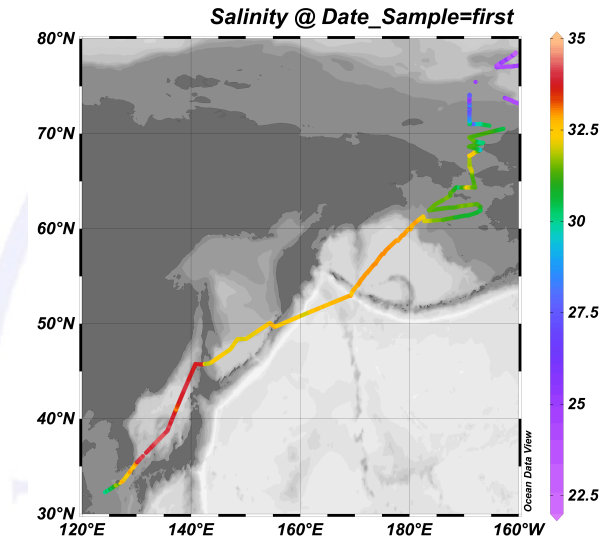 Salinity @ Date_Sample=first
80°N
70°N
60°N
50°N
40°N
30°N
120°E
140°E
160°E
180°E
160°W
35
32.5
30
27.5
25
22.5
Ocean Data View